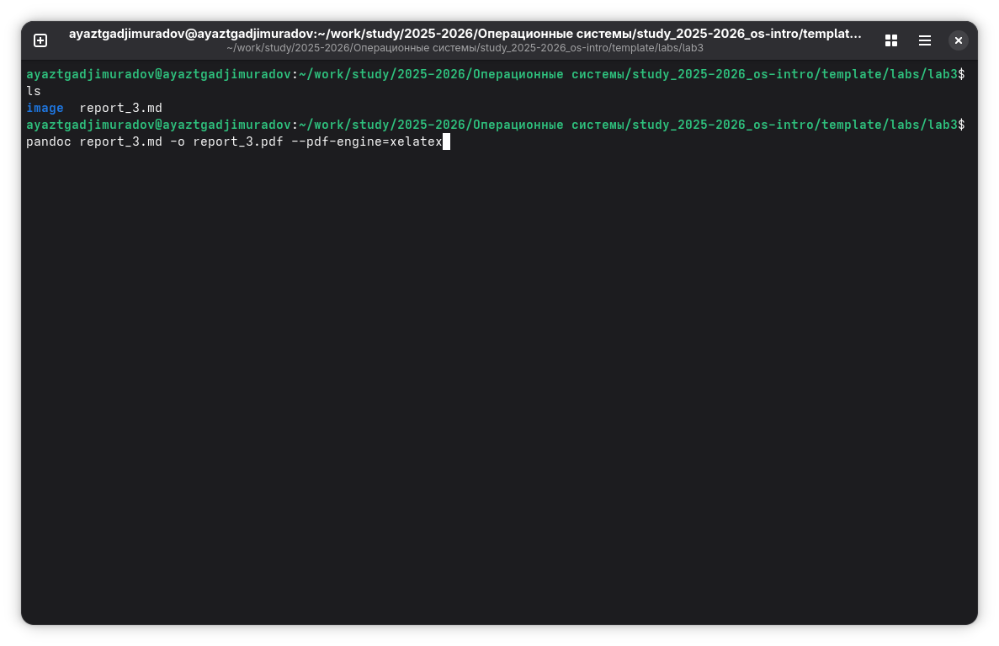 ayaztgadjimuradov@ayaztgadjimuradov:~/work/study/2025-2026/Операционные системы/study_2025-2026_os-intro/templat...
~/work/study/2025-2026/Операционные системы/study_2025-2026_os-intro/template/labs/lab3
ayaztgadjimuradov@ayaztgadjimuradov:~/work/study/2025-2026/Операционные системы/study_2025-2026_os-intro/template/labs/lab3$
ls
image  report_3.md
ayaztgadjimuradov@ayaztgadjimuradov:~/work/study/2025-2026/Операционные системы/study_2025-2026_os-intro/template/labs/lab3$
pandoc report_3.md -o report_3.pdf --pdf-engine=xelatex